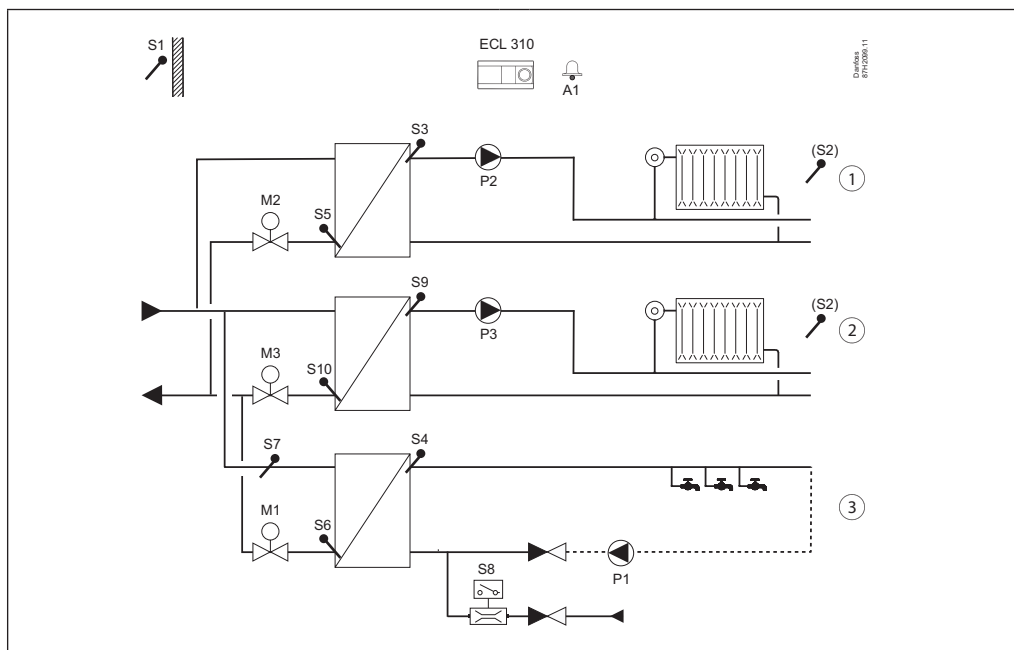 S1
ECL 310
A1
Danfoss
87H2099.11
S3
P2
(S2)
1
M2
S5
S9
P3
(S2)
2
M3
S10
S7
S4
3
M1
S6
S8
P1